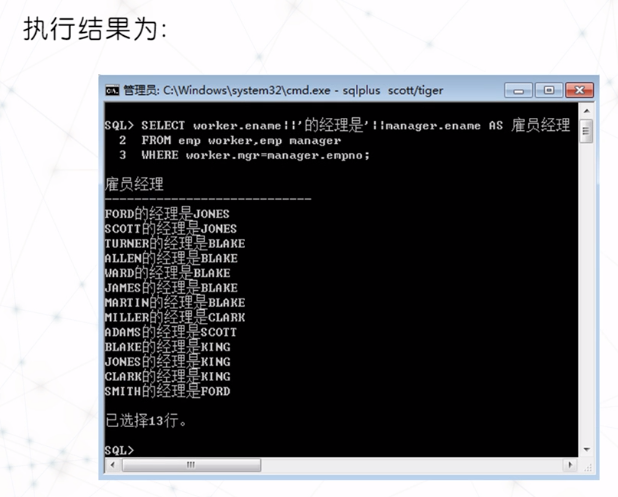 执行结果为:
管理员: C:\Windows\system32\cmd.exe - sqlplus scott/tiger
SQL> SELECT worker.ename||'的经理是'||manager.ename AS 雇员经理
2 FROM emp worker,emp manager
3 WHERE worker.mgr=manager.empno;
雇员经理
----------------------------
FORD的经理是JONES
SCOTT的经理是JONES
TURNER的经理是BLAKE
ALLEN的经理是BLAKE
WARD的经理是BLAKE
JAMES的经理是BLAKE
MARTIN的经理是BLAKE
MILLER的经理是CLARK
ADAMS的经理是SCOTT
BLAKE的经理是KING
JONES的经理是KING
CLARK的经理是KING
SMITH的经理是FORD
已选择13行。
SQL>